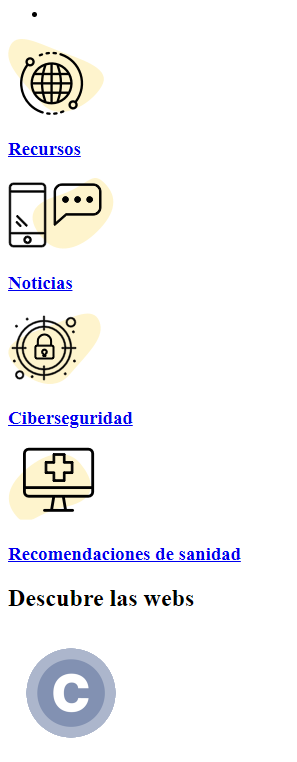 Recursos
Noticias
Ciberseguridad
Recomendaciones de sanidad
Descubre las webs
C